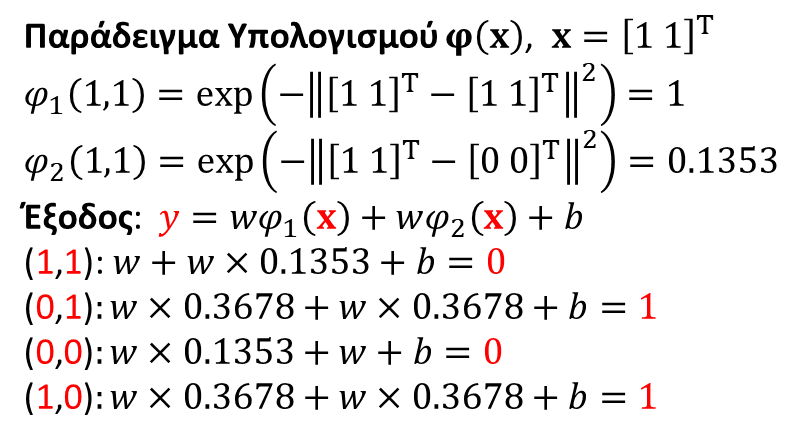 Παράδειγμα Υπολογισμού φ(x), x = [1 1]ᵀ
φ₁(1,1) = exp(−‖[1 1]ᵀ − [1 1]ᵀ‖²) = 1
φ₂(1,1) = exp(−‖[1 1]ᵀ − [0 0]ᵀ‖²) = 0.1353
Έξοδος: y = wφ₁(x) + wφ₂(x) + b
(1,1): w + w × 0.1353 + b = 0
(0,1): w × 0.3678 + w × 0.3678 + b = 1
(0,0): w × 0.1353 + w + b = 0
(1,0): w × 0.3678 + w × 0.3678 + b = 1